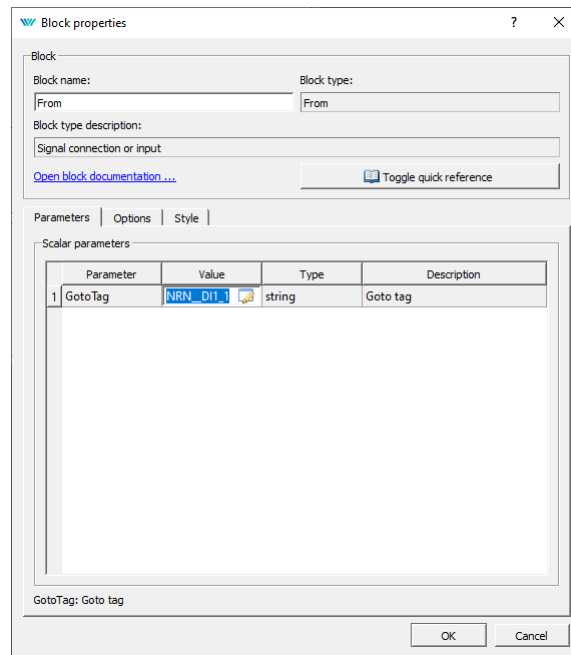 Block properties
?
Block
Block name:
Block type:
From
From
Block type description:
Signal connection or input
Open block documentation ...
Toggle quick reference
Parameters
Options
Style
Scalar parameters
Parameter Value Type Description
1 GotoTag NRN__DI1_1 string Goto tag
GotoTag: Goto tag
OK
Cancel